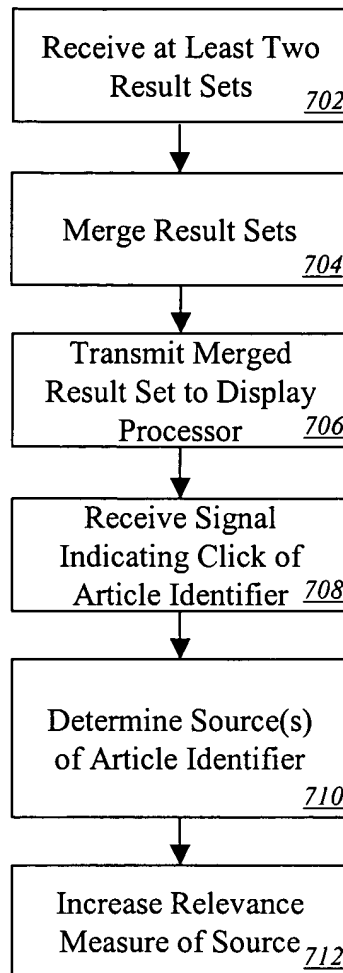 Receive at Least Two
Result Sets
702
Merge Result Sets
704
Transmit Merged
Result Set to Display
Processor 706
Receive Signal
Indicating Click of
Article Identifier 708
Determine Source(s)
of Article Identifier
710
Increase Relevance
Measure of Source 712